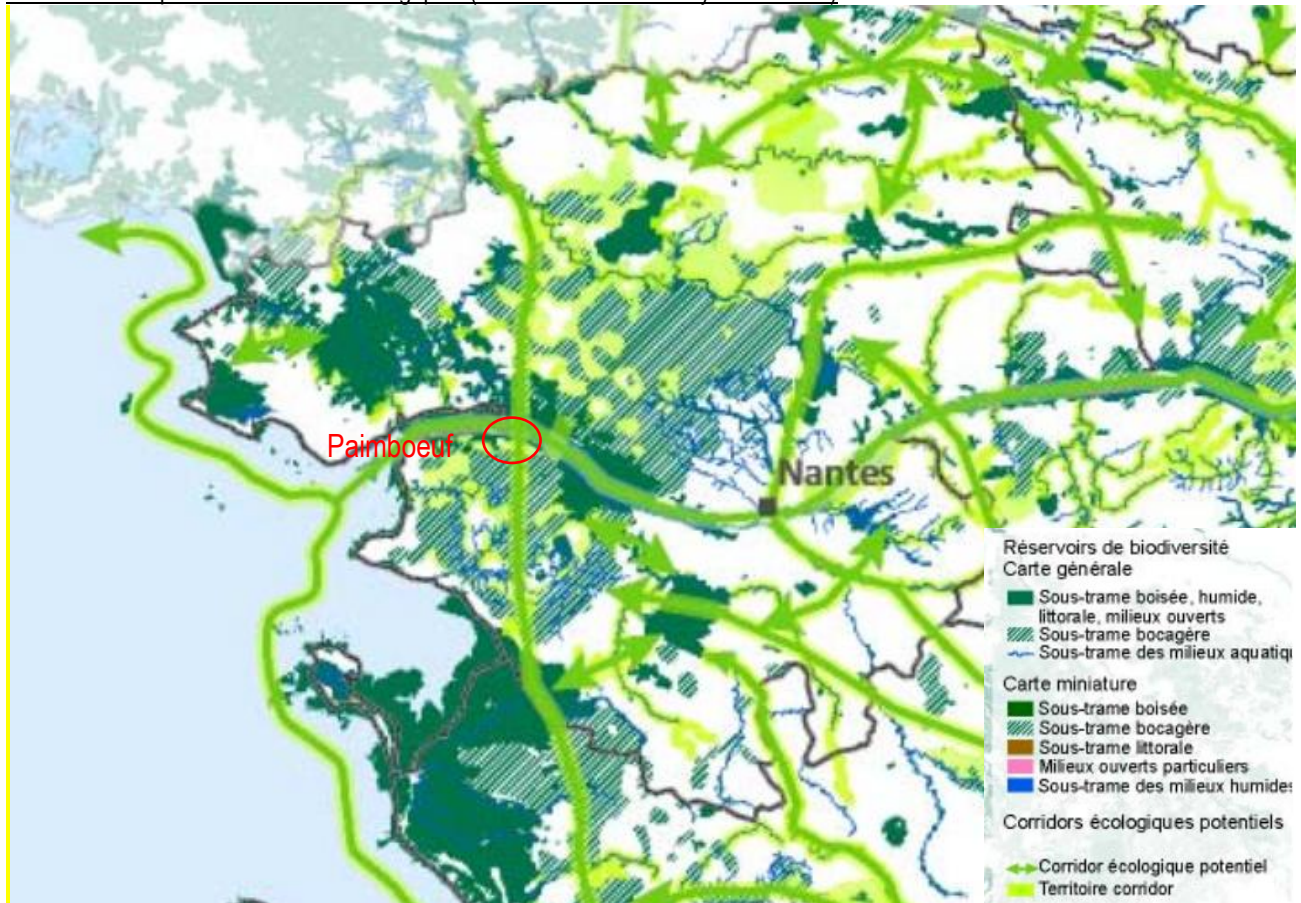 Paimboeuf
Nantes
Réservoirs de biodiversité
Carte générale
Sous-trame boisée, humide,
littorale, milieux ouverts
Sous-trame bocagère
Sous-trame des milieux aquatiq
Carte miniature
Sous-trame boisée
Sous-trame bocagère
Sous-trame littorale
Milieux ouverts particuliers
Sous-trame des milieux humides
Corridors écologiques potentiels
Corridor écologique potentiel
Territoire corridor